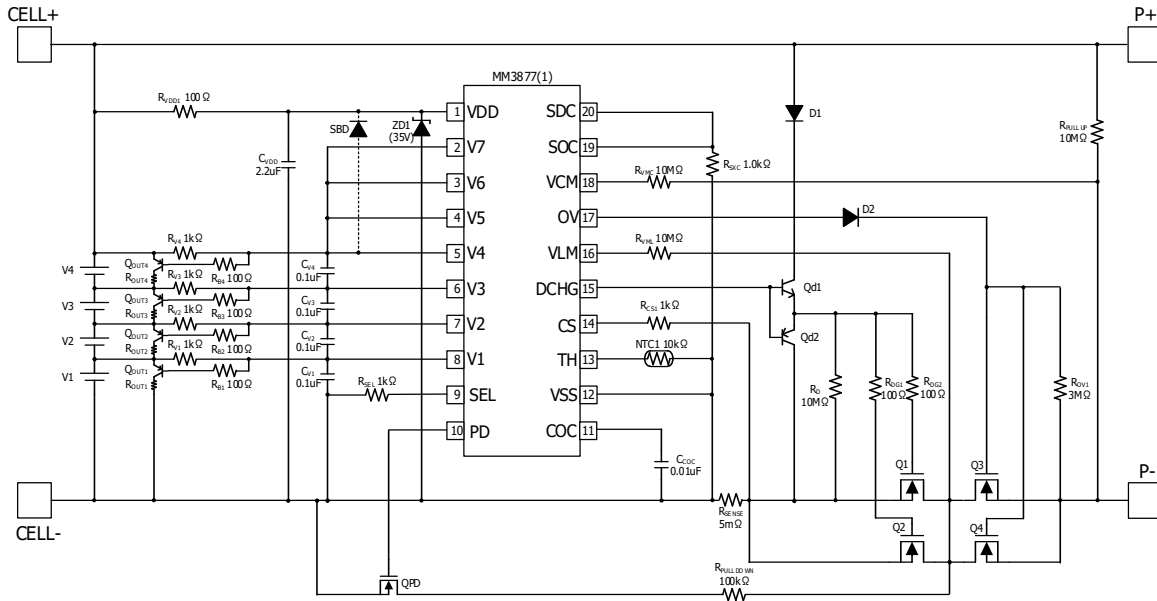 CELL+
P+
MM3877(1)
RVDD1 100Ω
1 VDD
SDC 20
D1
SBD
ZD1
(35V)
RPULL UP
10MΩ
2 V7
SOC 19
CVDD
2.2uF
RSXC 1.0kΩ
3 V6
VCM 18
RVMC 10MΩ
4 V5
OV 17
D2
RV4 1kΩ
5 V4
VLM 16
RVML 10MΩ
V4
QOUT4
ROUT4
RB4 100Ω
CV4
0.1uF
RV3 1kΩ
6 V3
DCHG 15
Qd1
V3
QOUT3
ROUT3
RB3 100Ω
CV3
0.1uF
RV2 1kΩ
7 V2
CS 14
RCS1 1kΩ
Qd2
V2
QOUT2
ROUT2
RB2 100Ω
CV2
0.1uF
RV1 1kΩ
8 V1
TH 13
NTC1 10kΩ
V1
QOUT1
ROUT1
RB1 100Ω
CV1
0.1uF
RSEL 1kΩ
9 SEL
VSS 12
RD
10MΩ
RDG1
100Ω
RDG2
100Ω
ROV1
3MΩ
10 PD
COC 11
CCOC
0.01uF
Q1
Q3
CELL-
P-
RSENSE
5mΩ
Q2
Q4
QPD
RPULL DOWN
100kΩ